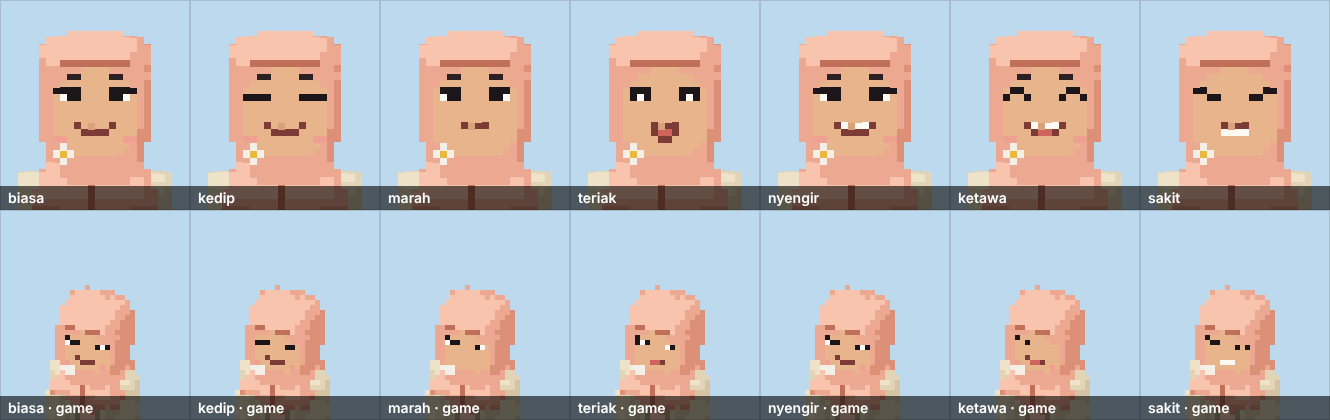 biasa
kedip
marah
teriak
nyengir
ketawa
sakit
biasa · game
kedip · game
marah · game
teriak · game
nyengir · game
ketawa · game
sakit · game